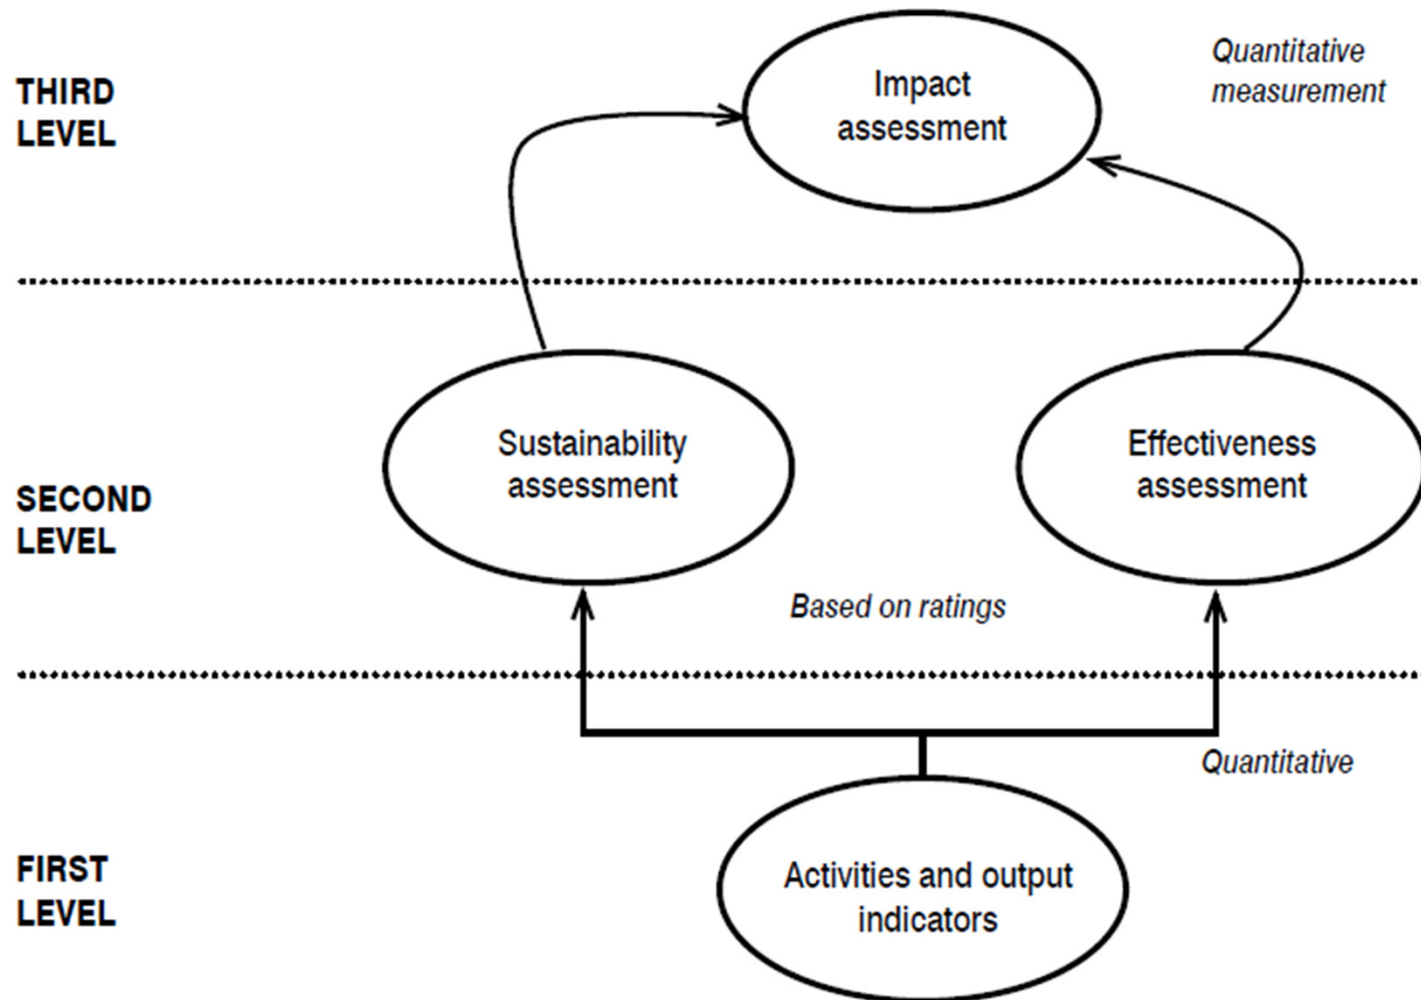 THIRD
LEVEL
Impact
assessment
Quantitative
measurement
SECOND
LEVEL
Sustainability
assessment
Effectiveness
assessment
Based on ratings
Quantitative
FIRST
LEVEL
Activities and output
indicators